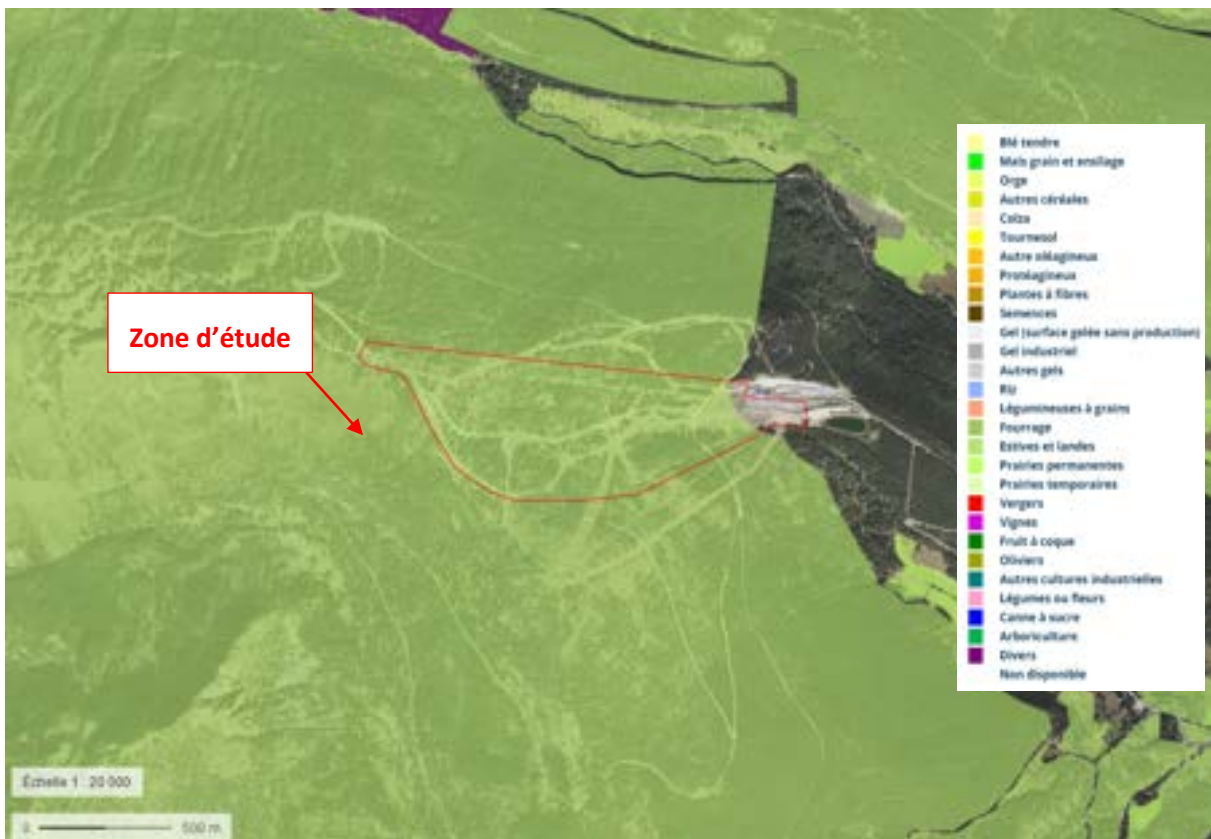 Blé tendre
Maïs grain et ensilage
Orge
Autres céréales
Colza
Tournesol
Autre oléagineux
Protéagineux
Plantes à fibres
Semences
Gel (surface gelée sans production)
Gel industriel
Autres gels
Riz
Légumineuses à grains
Fourrage
Estives et landes
Prairies permanentes
Prairies temporaires
Vergers
Vignes
Fruit à coque
Oliviers
Autres cultures industrielles
Légumes ou fleurs
Canne à sucre
Arboriculture
Divers
Non disponible
Zone d’étude
Échelle 1 : 20 000
0 500 m